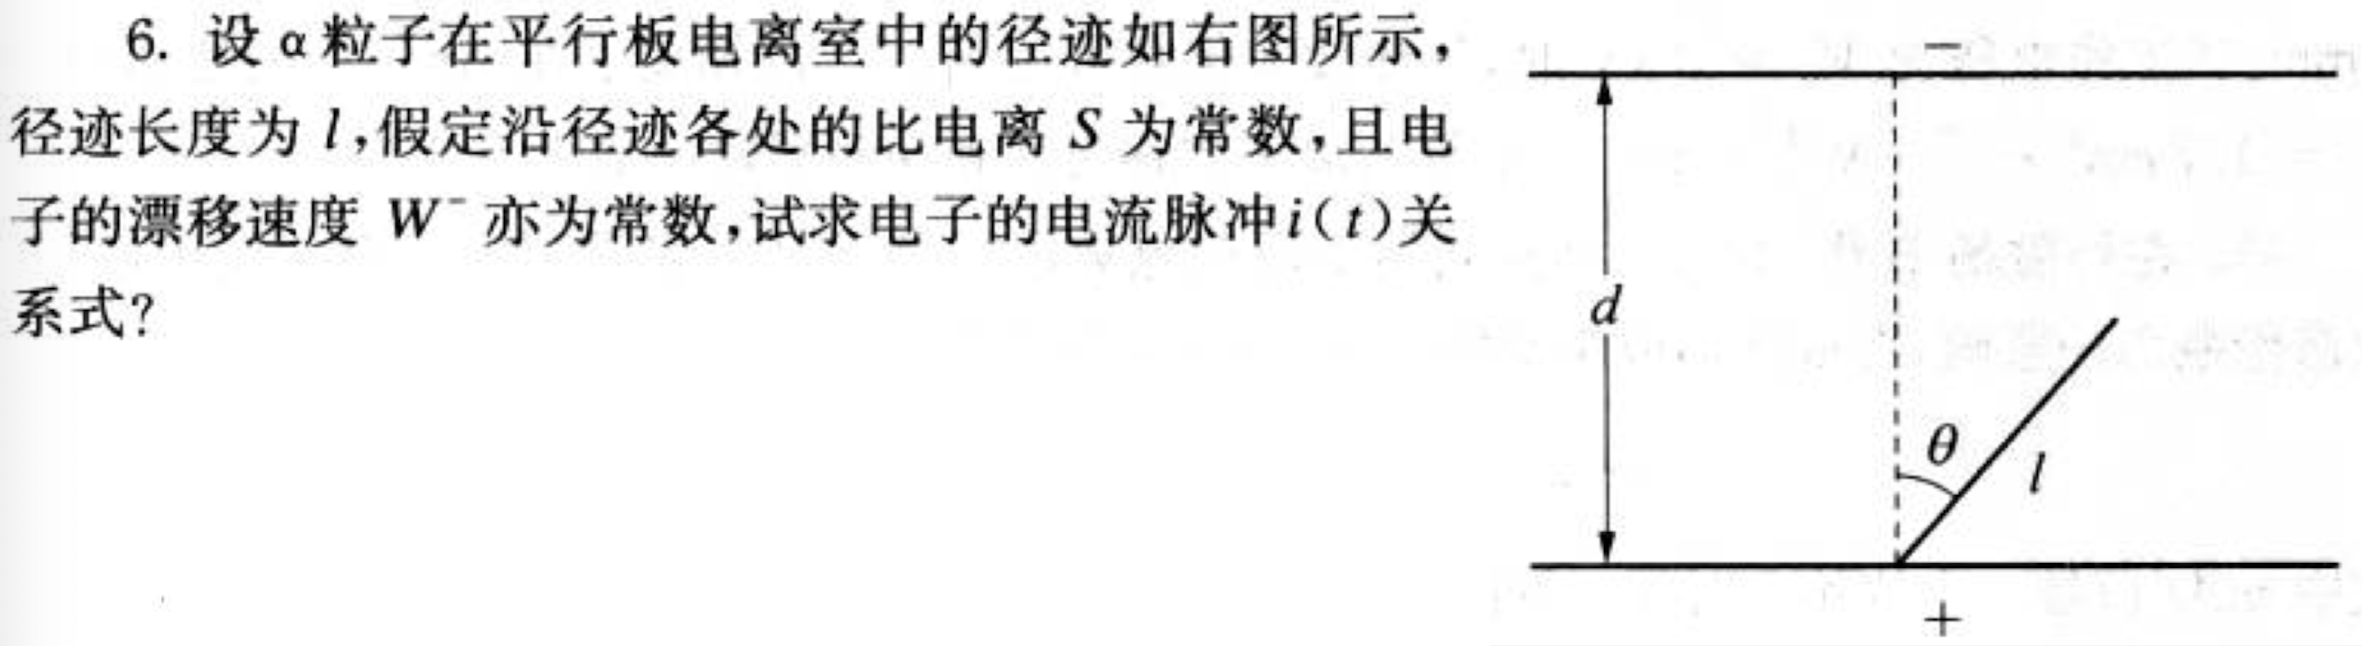 6. 设α粒子在平行板电离室中的径迹如右图所示，
径迹长度为 l，假定沿径迹各处的比电离 S 为常数，且电
子的漂移速度 W⁻ 亦为常数，试求电子的电流脉冲i(t)关
系式？
−
d
θ
l
+